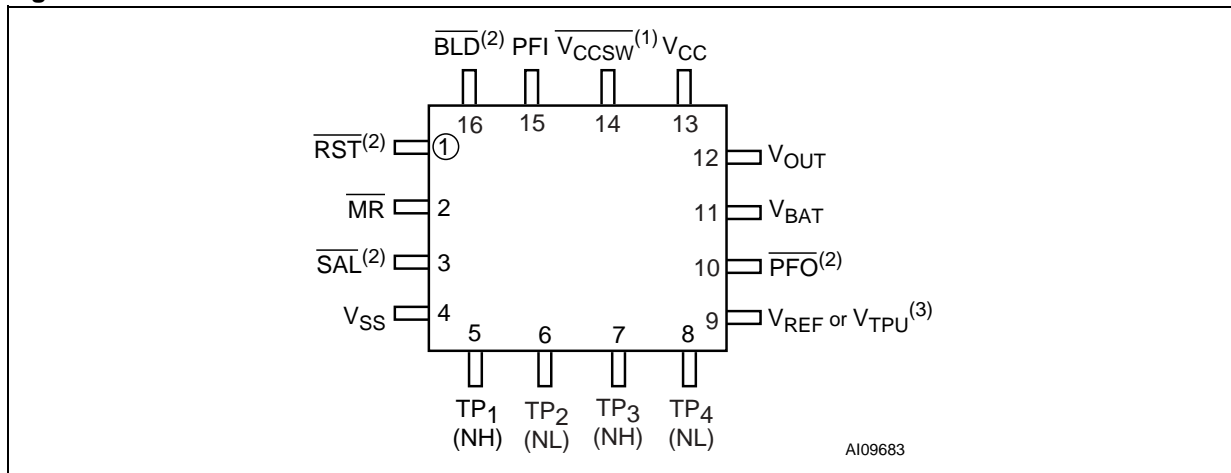 BLD(2) PFI VCCSW(1) VCC
16 15 14 13
RST(2) 1
12 VOUT
MR 2
11 VBAT
SAL(2) 3
10 PFO(2)
VSS 4
9 VREF or VTPU(3)
5 6 7 8
TP1 TP2 TP3 TP4
(NH) (NL) (NH) (NL)
AI09683